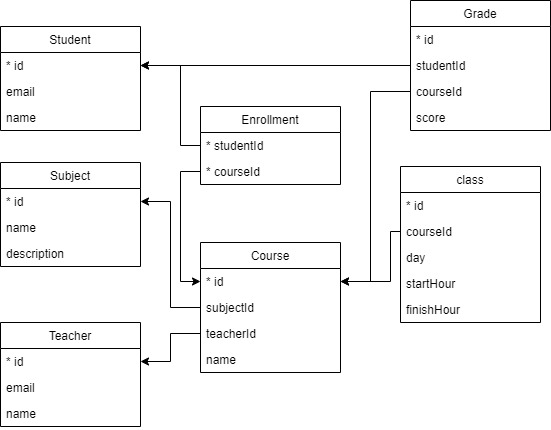 Student
* id
email
name
Grade
* id
studentId
courseId
score
Enrollment
* studentId
* courseId
Subject
* id
name
description
class
* id
courseId
day
startHour
finishHour
Course
* id
subjectId
teacherId
name
Teacher
* id
email
name